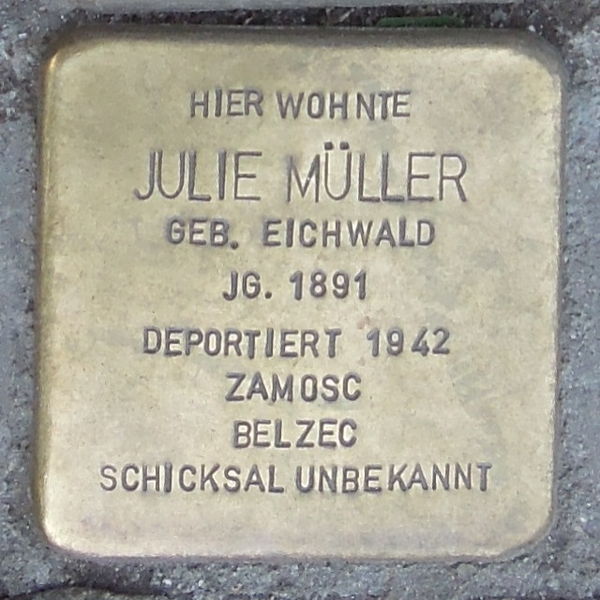 HIER WOHNTE
JULIE MÜLLER
GEB. EICHWALD
JG. 1891
DEPORTIERT 1942
ZAMOSC
BELZEC
SCHICKSAL UNBEKANNT